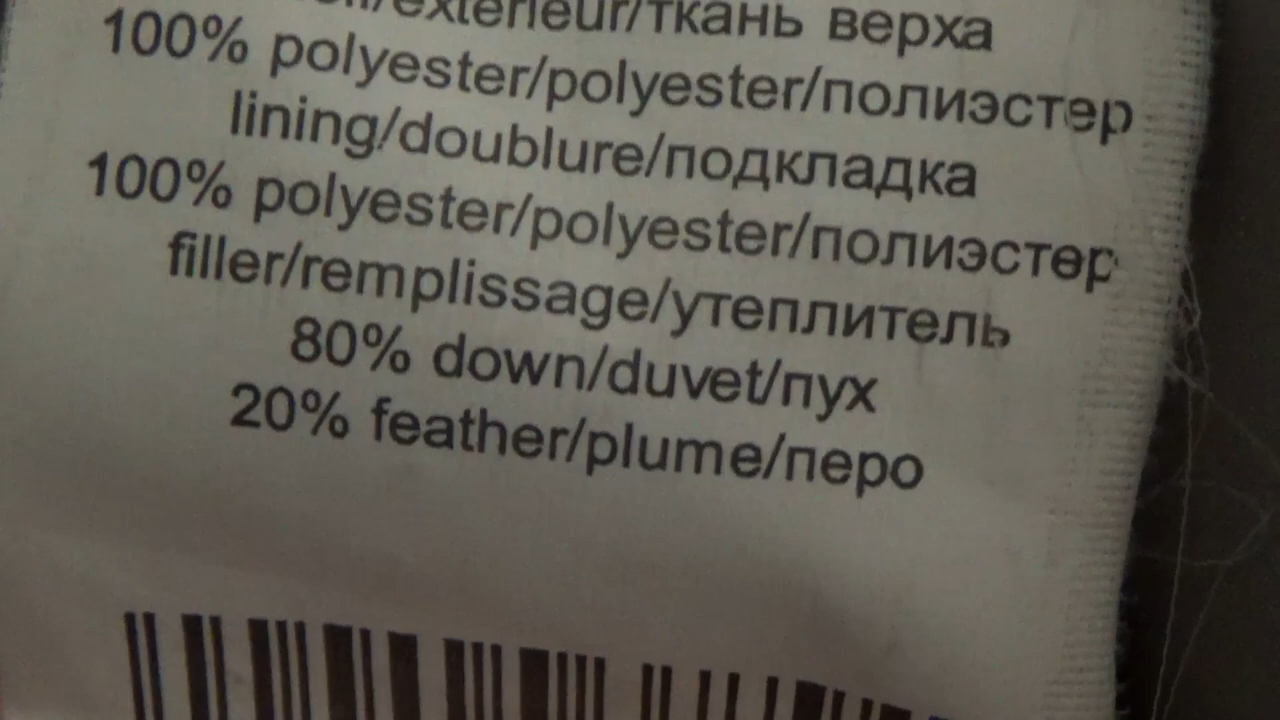 exterieur/ткань верха
100% polyester/polyester/полиэстер
lining/doublure/подкладка
100% polyester/polyester/полиэстер
filler/remplissage/утеплитель
80% down/duvet/пух
20% feather/plume/перо